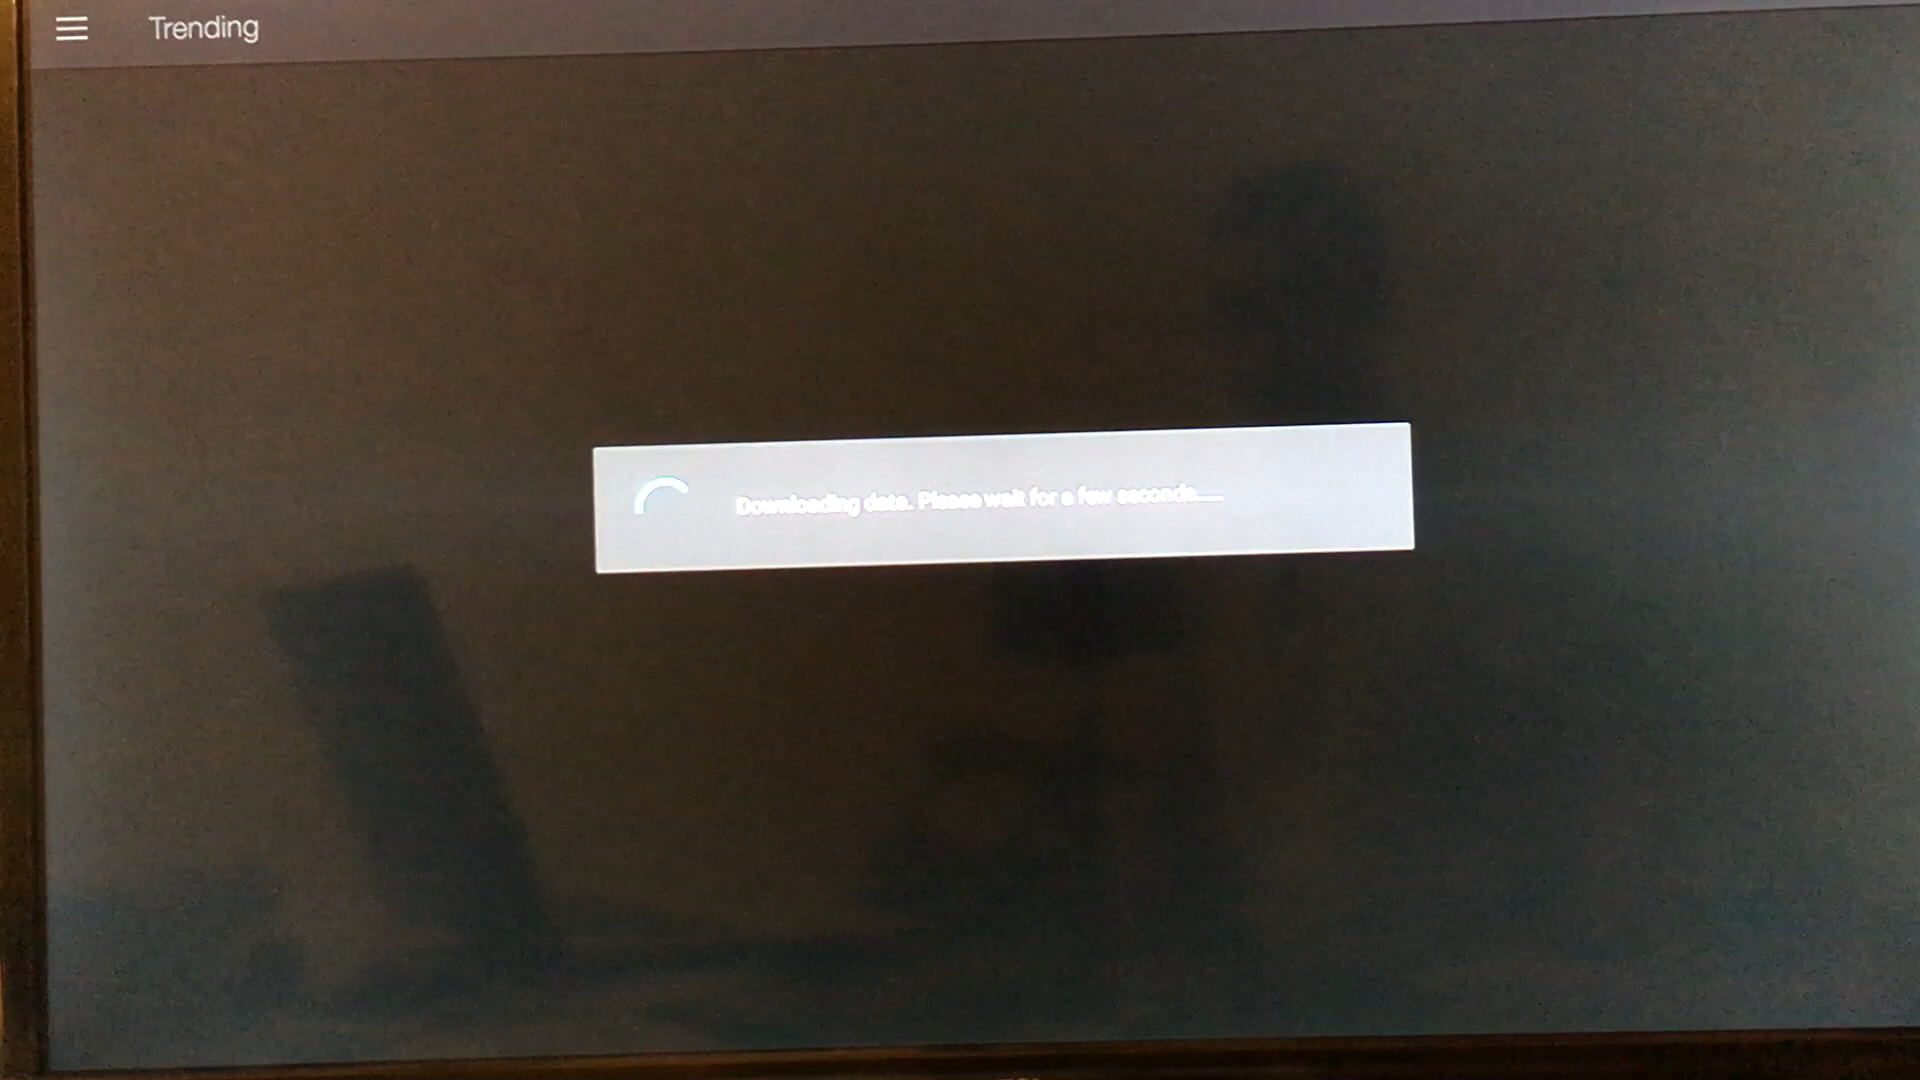 Trending
Downloading data. Please wait for a few seconds.....